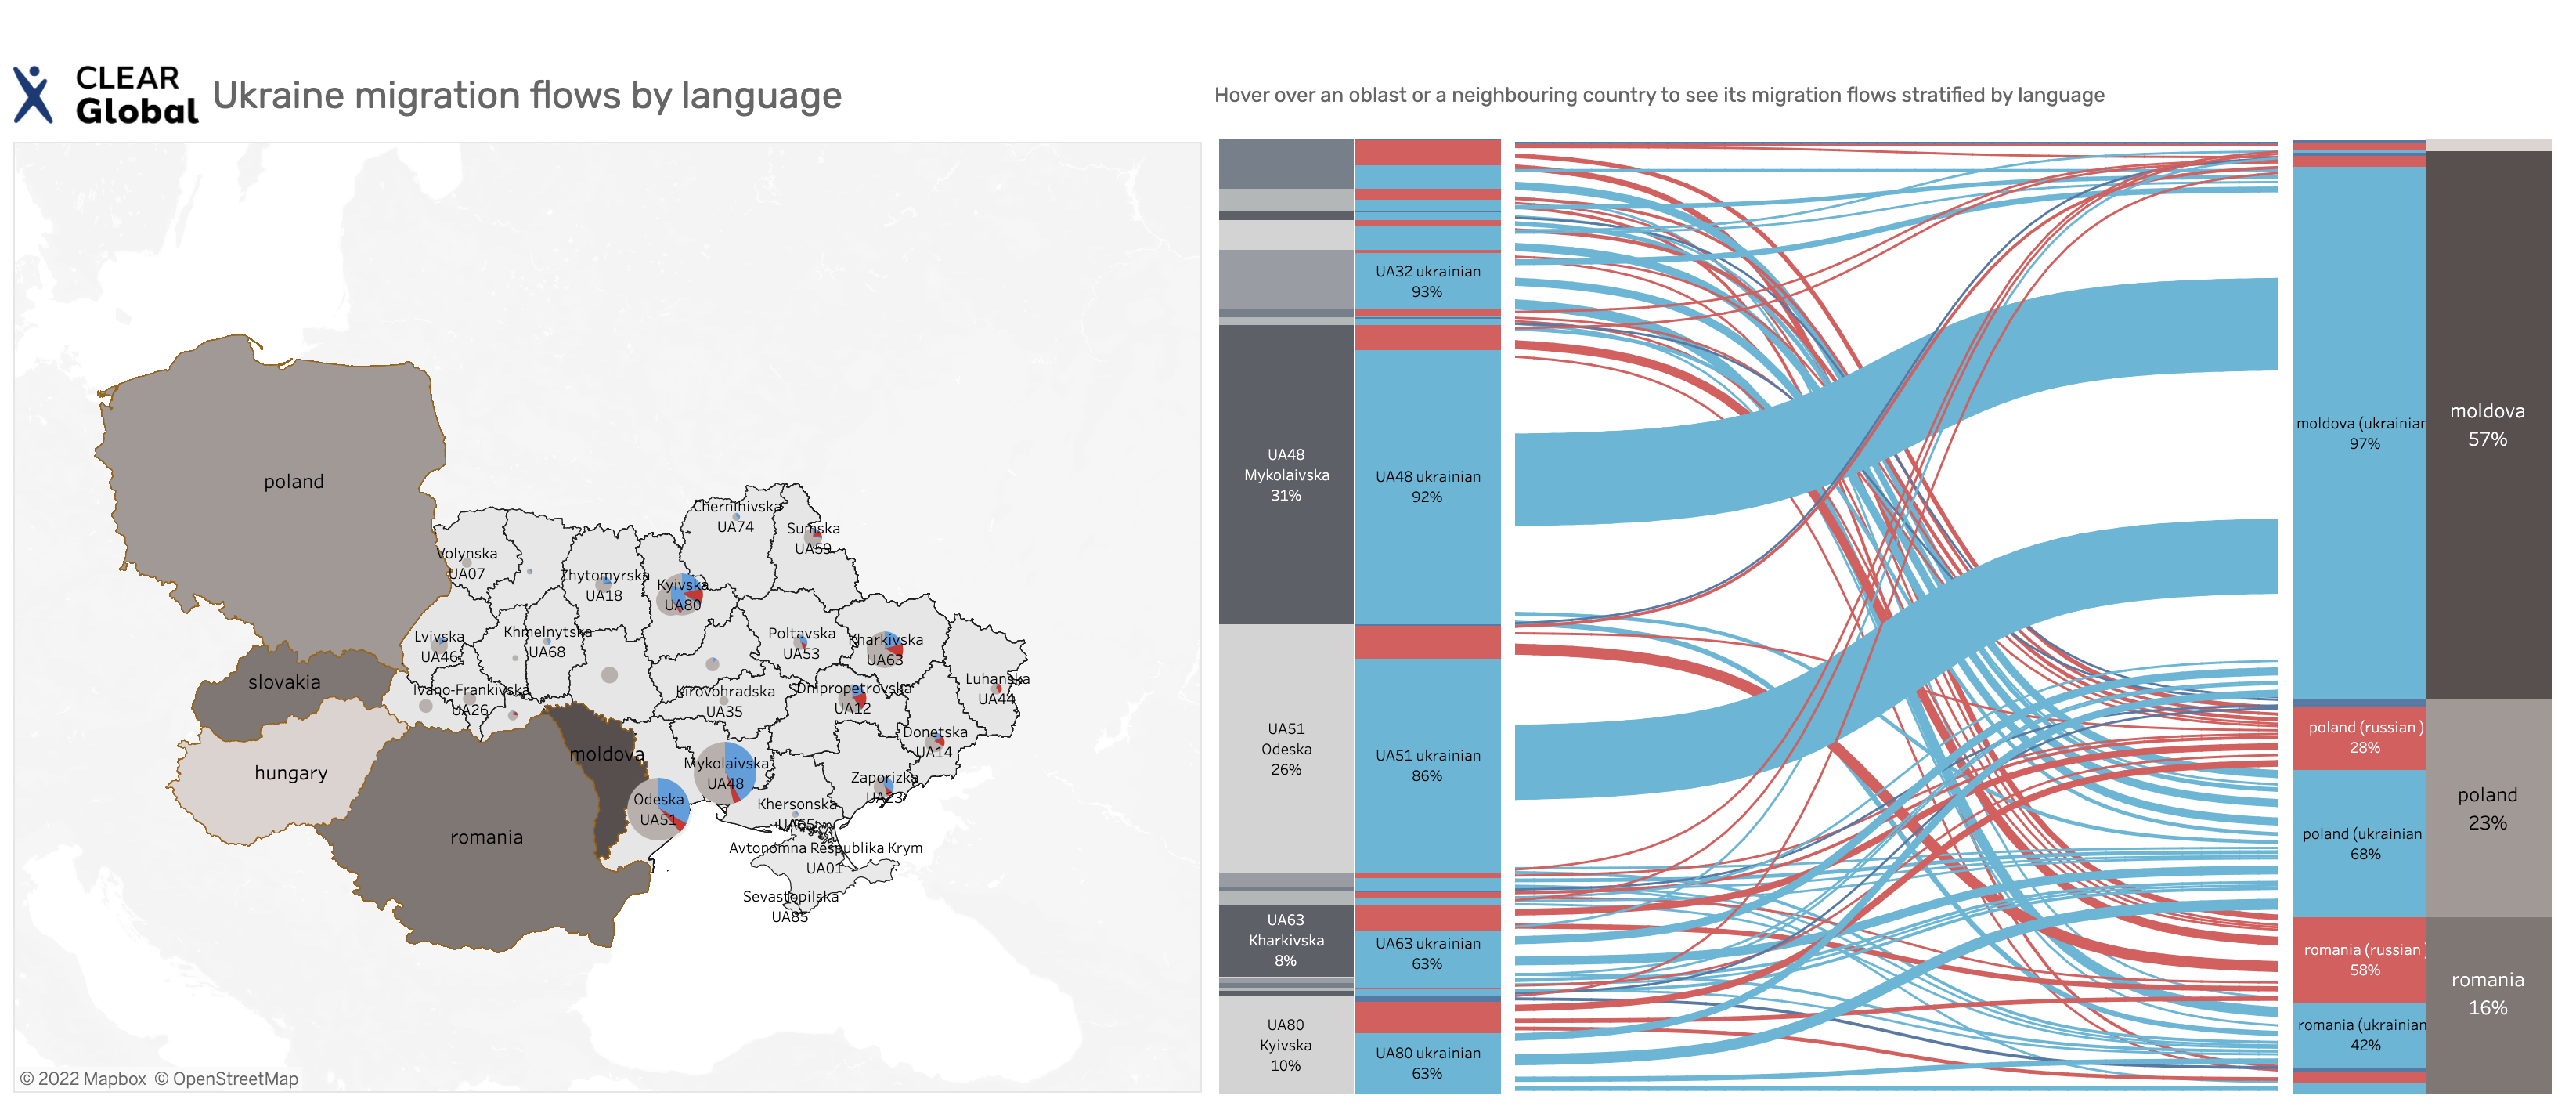 CLEAR
Global
Ukraine migration flows by language
Hover over an oblast or a neighbouring country to see its migration flows stratified by language
poland
slovakia
hungary
romania
moldova
Volynska
UA07
Zhytomyrska
UA18
Kyivska
UA80
Chernihivska
UA74
Sumska
UA59
Lvivska
UA46
Khmelnytska
UA68
Poltavska
UA53
Kharkivska
UA63
Ivano-Frankivska
UA26
Kirovohradska
UA35
Dnipropetrovska
UA12
Luhanska
UA44
Donetska
UA14
Mykolaivska
UA48
Odeska
UA51
Zaporizka
UA23
Khersonska
UA65
Avtonomna Respublika Krym
UA01
Sevastopilska
UA85
© 2022 Mapbox © OpenStreetMap
UA48
Mykolaivska
31%
UA51
Odeska
26%
UA63
Kharkivska
8%
UA80
Kyivska
10%
UA32 ukrainian
93%
UA48 ukrainian
92%
UA51 ukrainian
86%
UA63 ukrainian
63%
UA80 ukrainian
63%
moldova (ukrainian
97%
poland (russian )
28%
poland (ukrainian
68%
romania (russian )
58%
romania (ukrainian
42%
moldova
57%
poland
23%
romania
16%